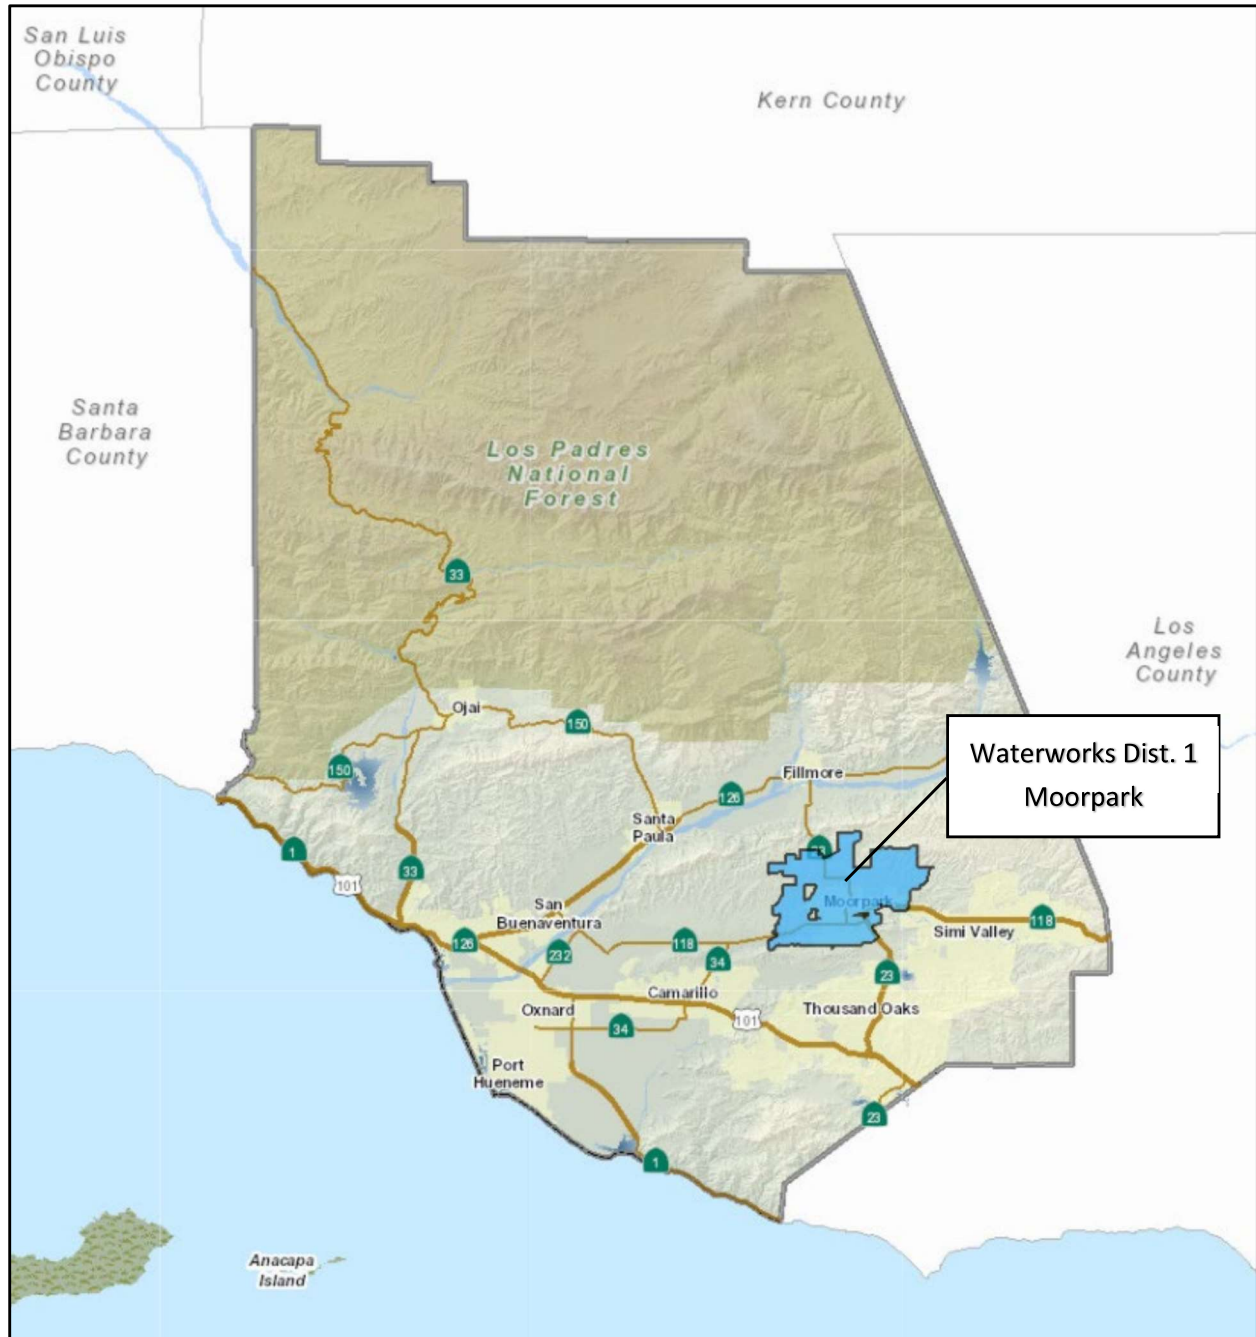 San Luis
Obispo
County
Kern County
Santa
Barbara
County
Los Padres
National
Forest
33
Los
Angeles
County
Ojai
150
150
Waterworks Dist. 1
Moorpark
Fillmore
126
Santa
Paula
1
33
101
Moorpark
San
Buenaventura
126
232
118
34
Simi Valley
118
23
Camarillo
Oxnard
34
101
Thousand Oaks
Port
Hueneme
23
1
Anacapa
Island